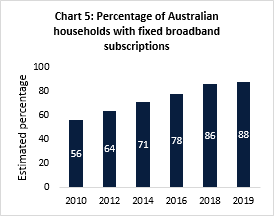 Chart 5: Percentage of Australian
households with fixed broadband
subscriptions
Estimated percentage
100
80
60
40
20
0
56 64 71 78 86 88
2010 2012 2014 2016 2018 2019